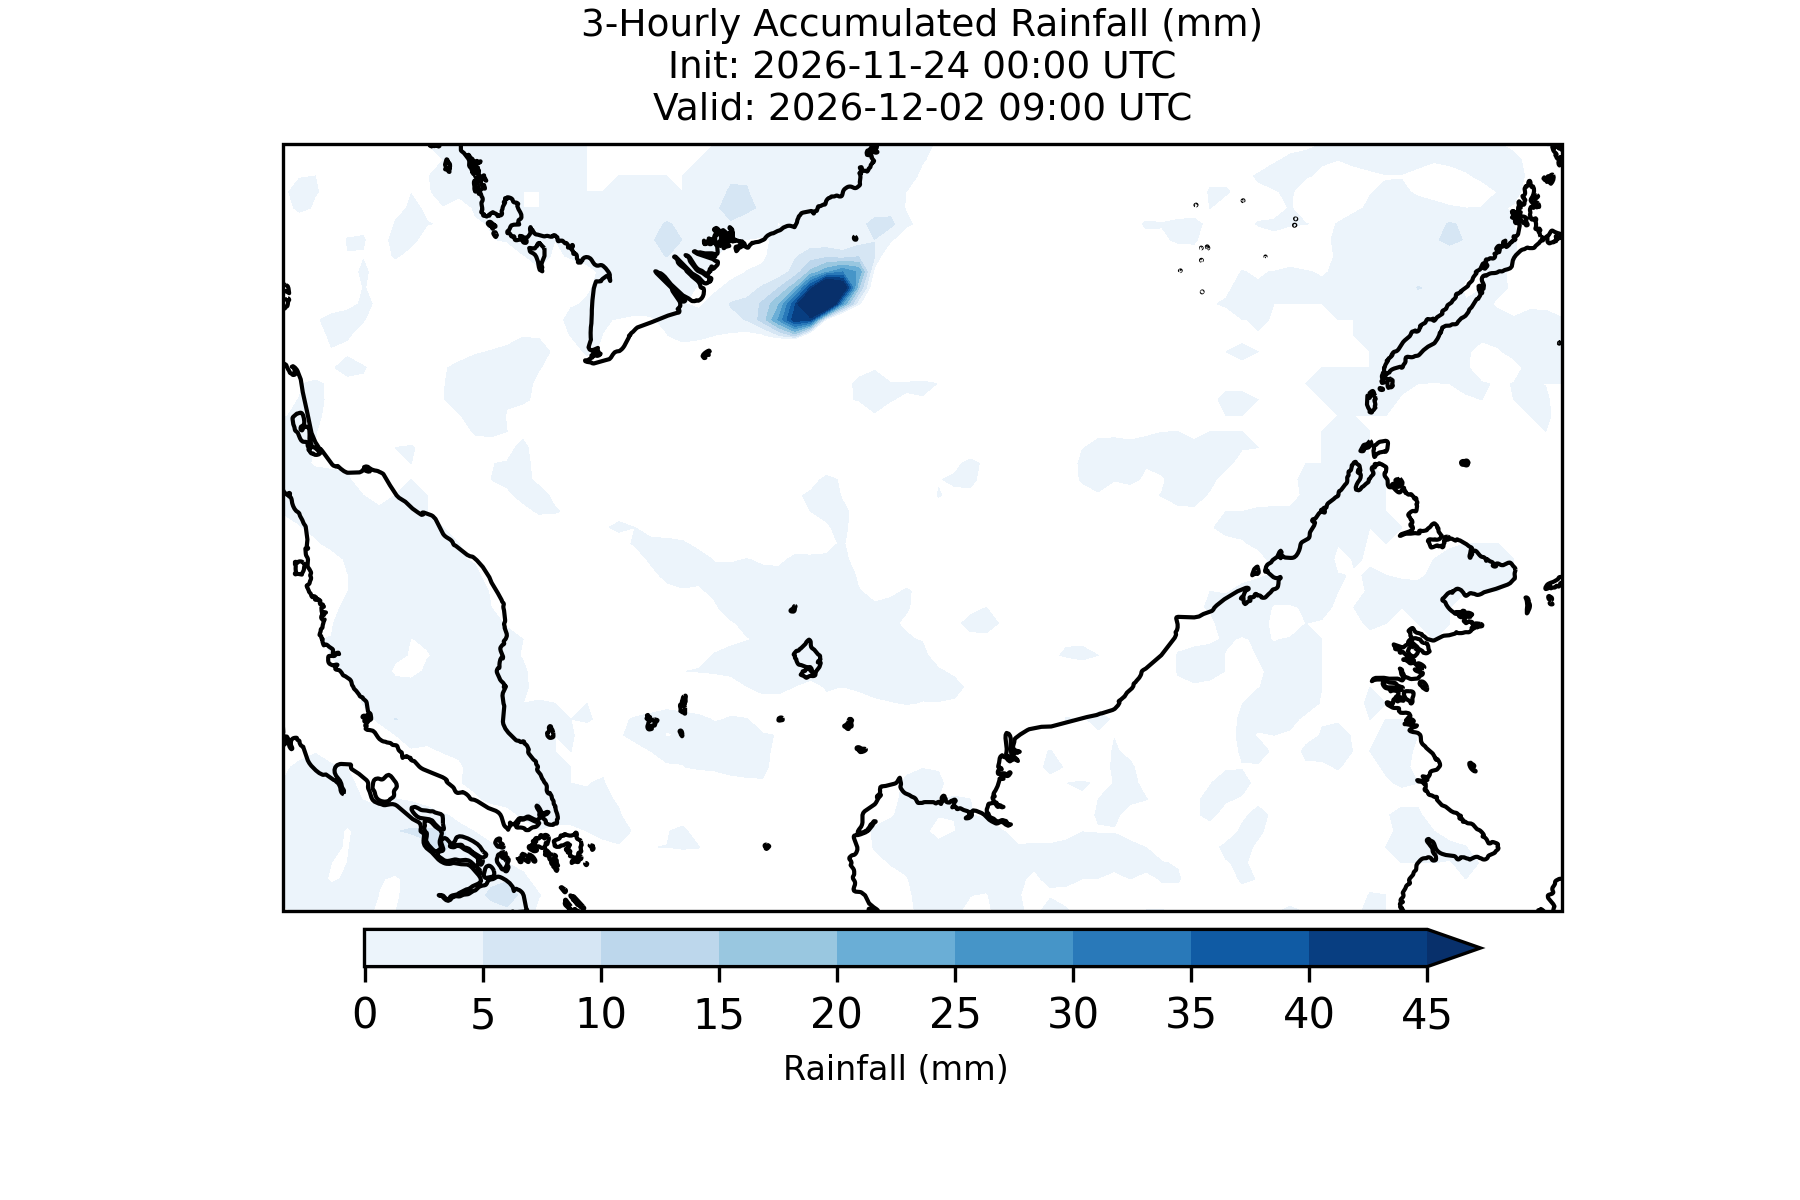 3-Hourly Accumulated Rainfall (mm)
Init: 2026-11-24 00:00 UTC
Valid: 2026-12-02 09:00 UTC
0 5 10 15 20 25 30 35 40 45
Rainfall (mm)